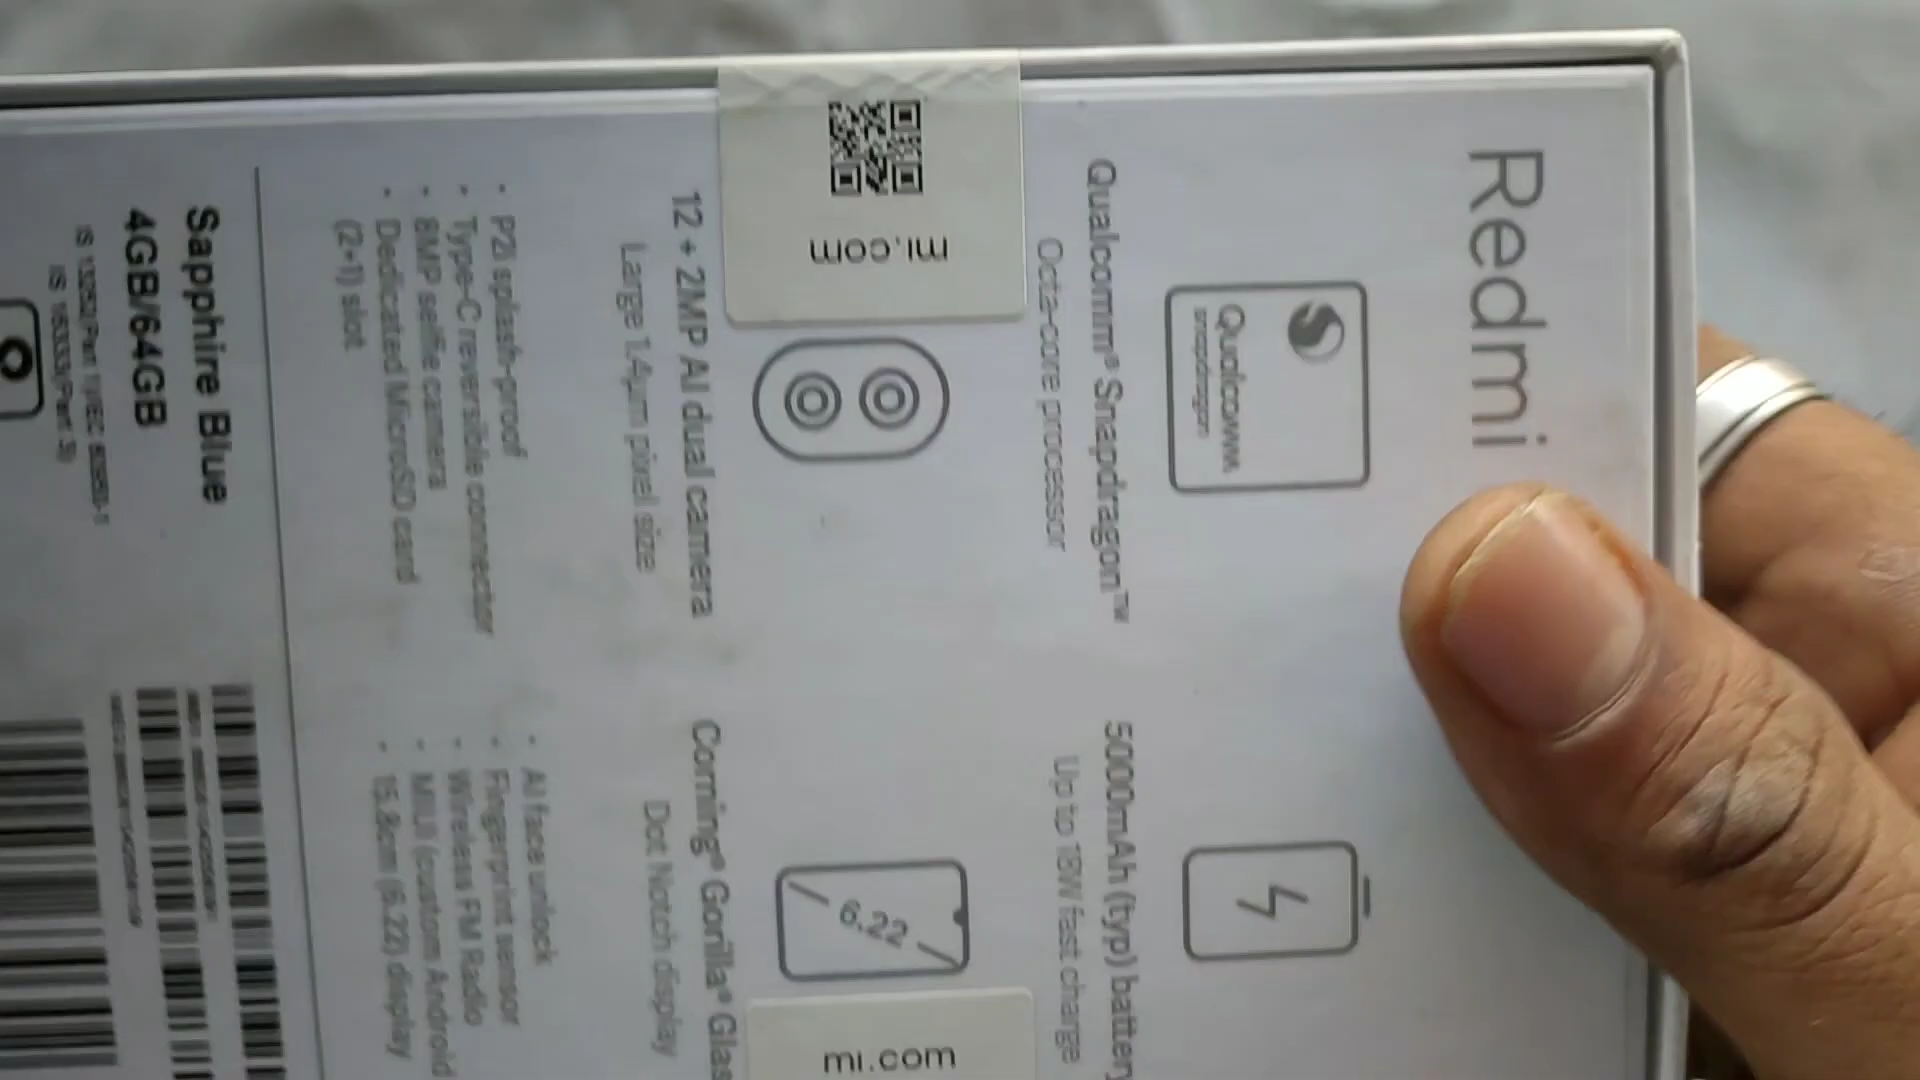 Redmi
Qualcomm
snapdragon
Qualcomm® Snapdragon™
Octa-core processor
5000mAh (typ) battery
Up to 18W fast charge
mi.com
12 + 2MP AI dual camera
Large 1.4μm pixel size
6.22
Corning® Gorilla® Glas
Dot Notch display
mi.com
· P2i splash-proof
· Type-C reversible connector
· 8MP selfie camera
· Dedicated MicroSD card
(2+1) slot
· AI face unlock
· Fingerprint sensor
· Wireless FM Radio
· MIUI (custom Android
· 15.8cm (6.22) display
Sapphire Blue
4GB/64GB